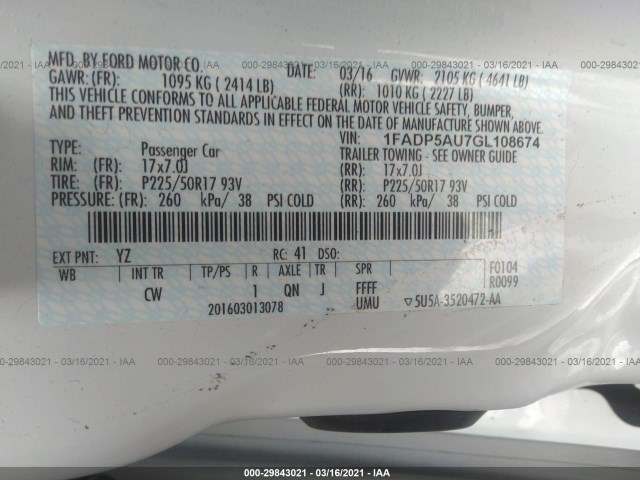 000-29843021 - 03/16/2021 - IAA
MFD. BY FORD MOTOR CO.
DATE: 03/16 GVWR: 2105 KG ( 4641 LB)
GAWR: (FR): 1095 KG ( 2414 LB) (RR): 1010 KG ( 2227 LB)
THIS VEHICLE CONFORMS TO ALL APPLICABLE FEDERAL MOTOR VEHICLE SAFETY, BUMPER,
AND THEFT PREVENTION STANDARDS IN EFFECT ON THE DATE OF MANUFACTURE SHOWN ABOVE.
VIN: 1FADP5AU7GL108674
TYPE: Passenger Car TRAILER TOWING - SEE OWNER GUIDE
RIM: (FR): 17x7.0J (RR): 17x7.0J
TIRE: (FR): P225/50R17 93V (RR): P225/50R17 93V
PRESSURE: (FR): 260 kPa/ 38 PSI COLD (RR): 260 kPa/ 38 PSI COLD
EXT PNT: YZ RC: 41 DSO:
WB INT TR TP/PS R AXLE TR SPR F0104
CW 1 QN J FFFF R0099
201603013078 UMU ▽5U5A-3520472-AA
000-29843021 - 03/16/2021 - IAA
000-29843021 - 03/16/2021 - IAA